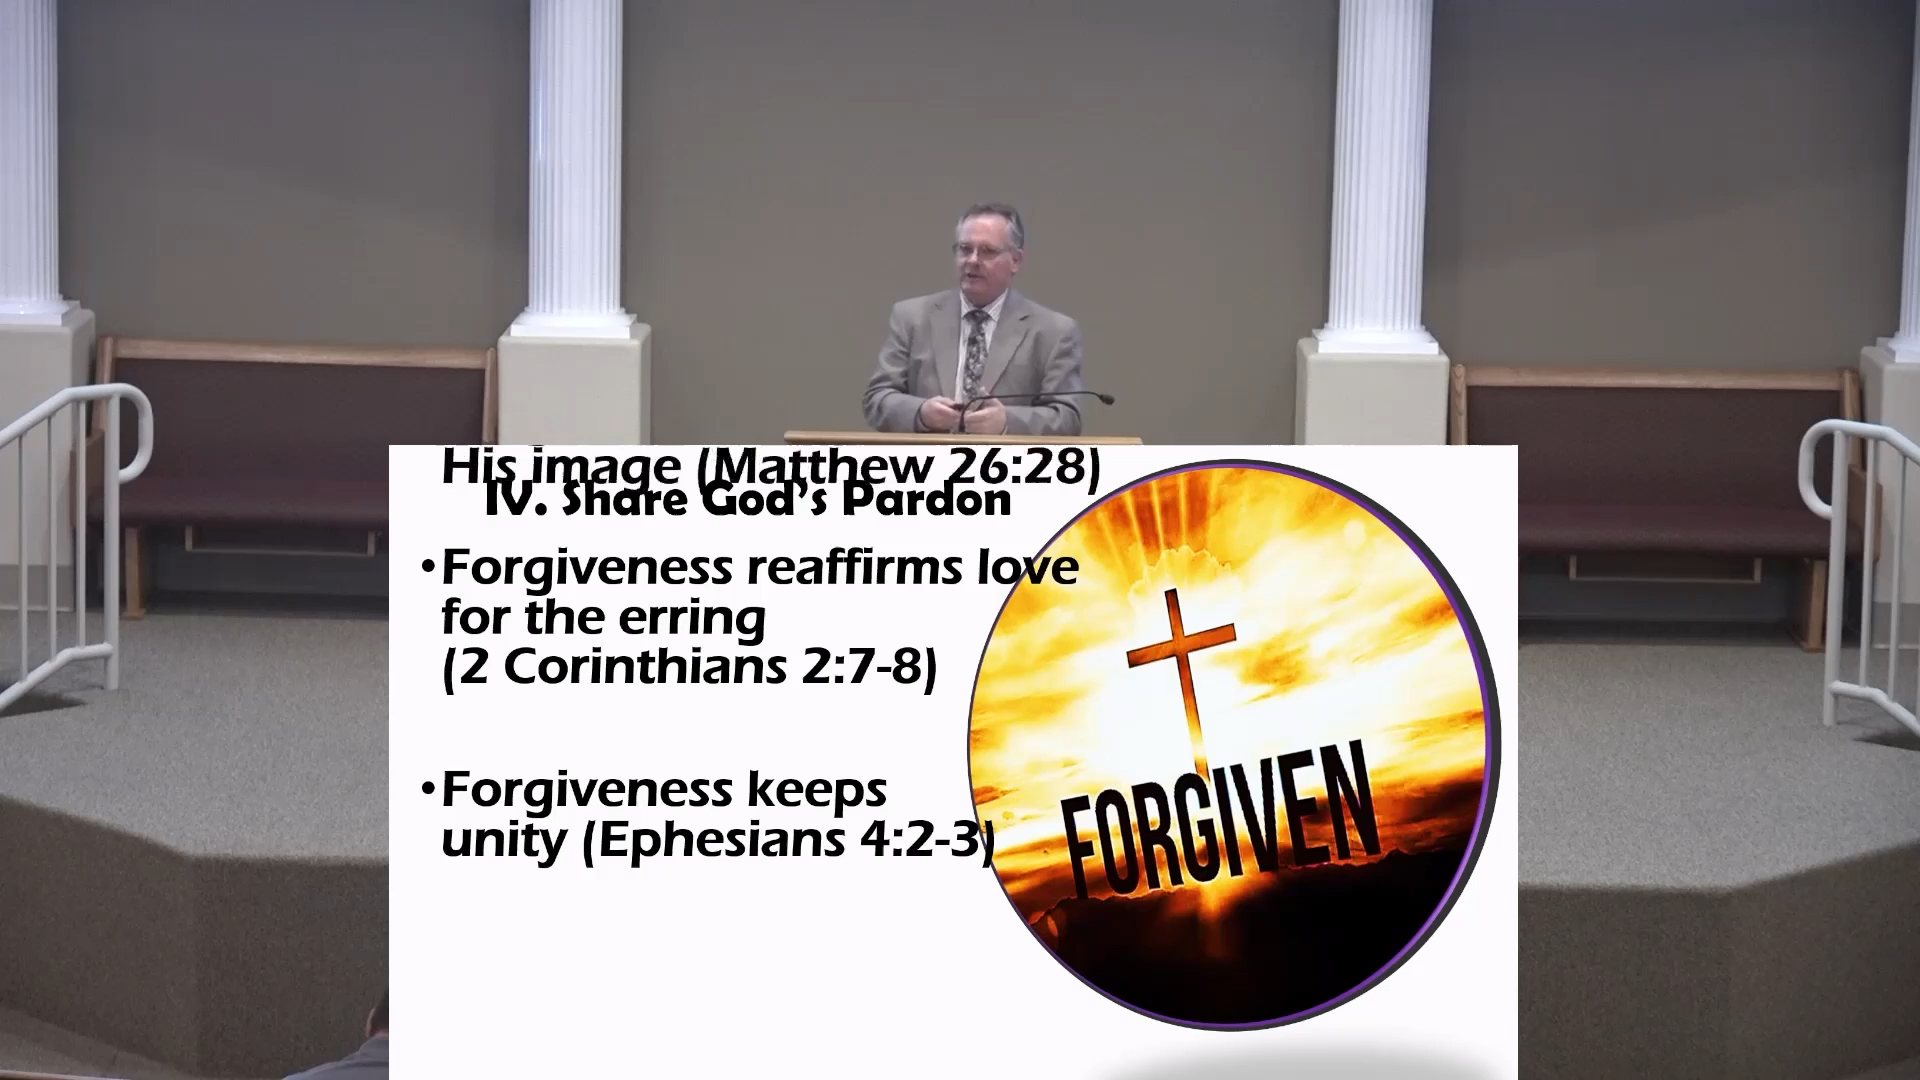 His image (Matthew 26:28)
IV. Share God's Pardon
•Forgiveness reaffirms love
for the erring
(2 Corinthians 2:7-8)
•Forgiveness keeps
unity (Ephesians 4:2-3)
FORGIVEN